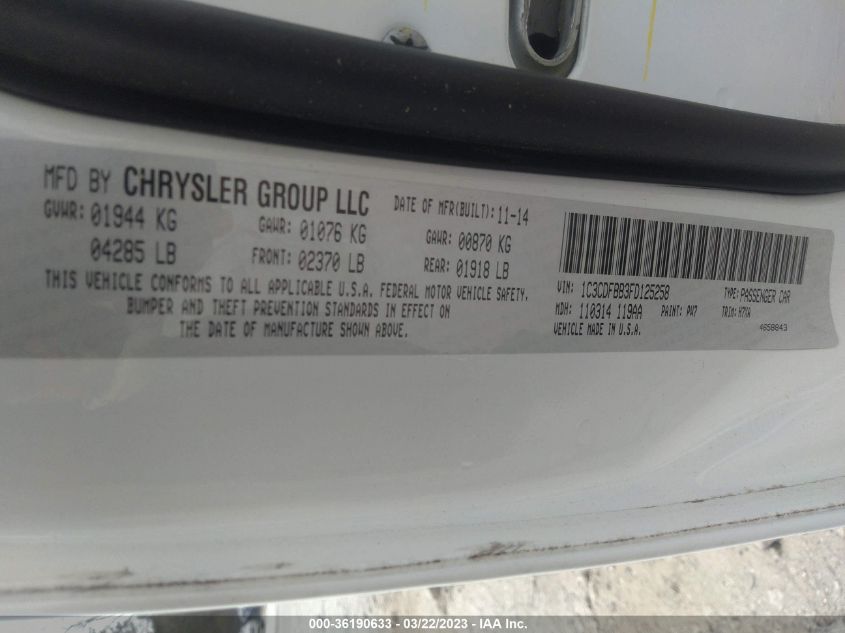 MFD BY CHRYSLER GROUP LLC
DATE OF MFR(BUILT): 11-14
GVWR: 01944 KG
GAWR: 01076 KG
GAWR: 00870 KG
04285 LB
FRONT: 02370 LB
REAR: 01918 LB
THIS VEHICLE CONFORMS TO ALL APPLICABLE U.S.A. FEDERAL MOTOR VEHICLE SAFETY,
BUMPER AND THEFT PREVENTION STANDARDS IN EFFECT ON
THE DATE OF MANUFACTURE SHOWN ABOVE.
VIN: 1C3CDFBB3FD125258
TYPE: PASSENGER CAR
MDH: 110314 119AA
PAINT: PW7
TRIM: H7XA
VEHICLE MADE IN U.S.A.
4658843
000-36190633 - 03/22/2023 - IAA Inc.